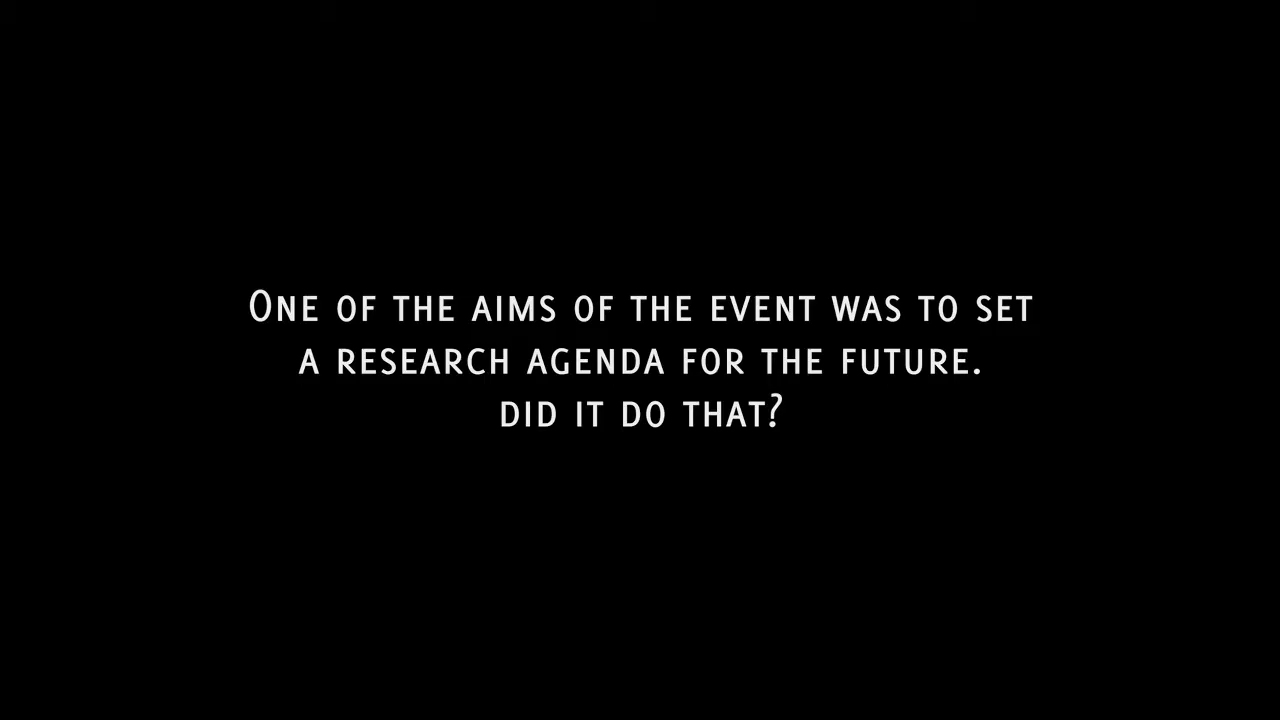 One of the aims of the event was to set
a research agenda for the future.
did it do that?